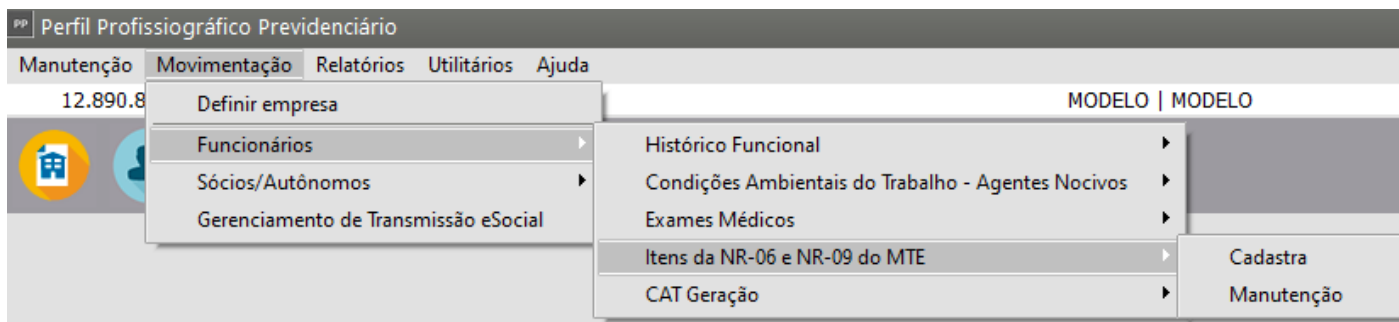 PP Perfil Profissiográfico Previdenciário
Manutenção Movimentação Relatórios Utilitários Ajuda
12.890.8 MODELO | MODELO
Definir empresa
Funcionários
Sócios/Autônomos
Gerenciamento de Transmissão eSocial
Histórico Funcional
Condições Ambientais do Trabalho - Agentes Nocivos
Exames Médicos
Itens da NR-06 e NR-09 do MTE
CAT Geração
Cadastra
Manutenção